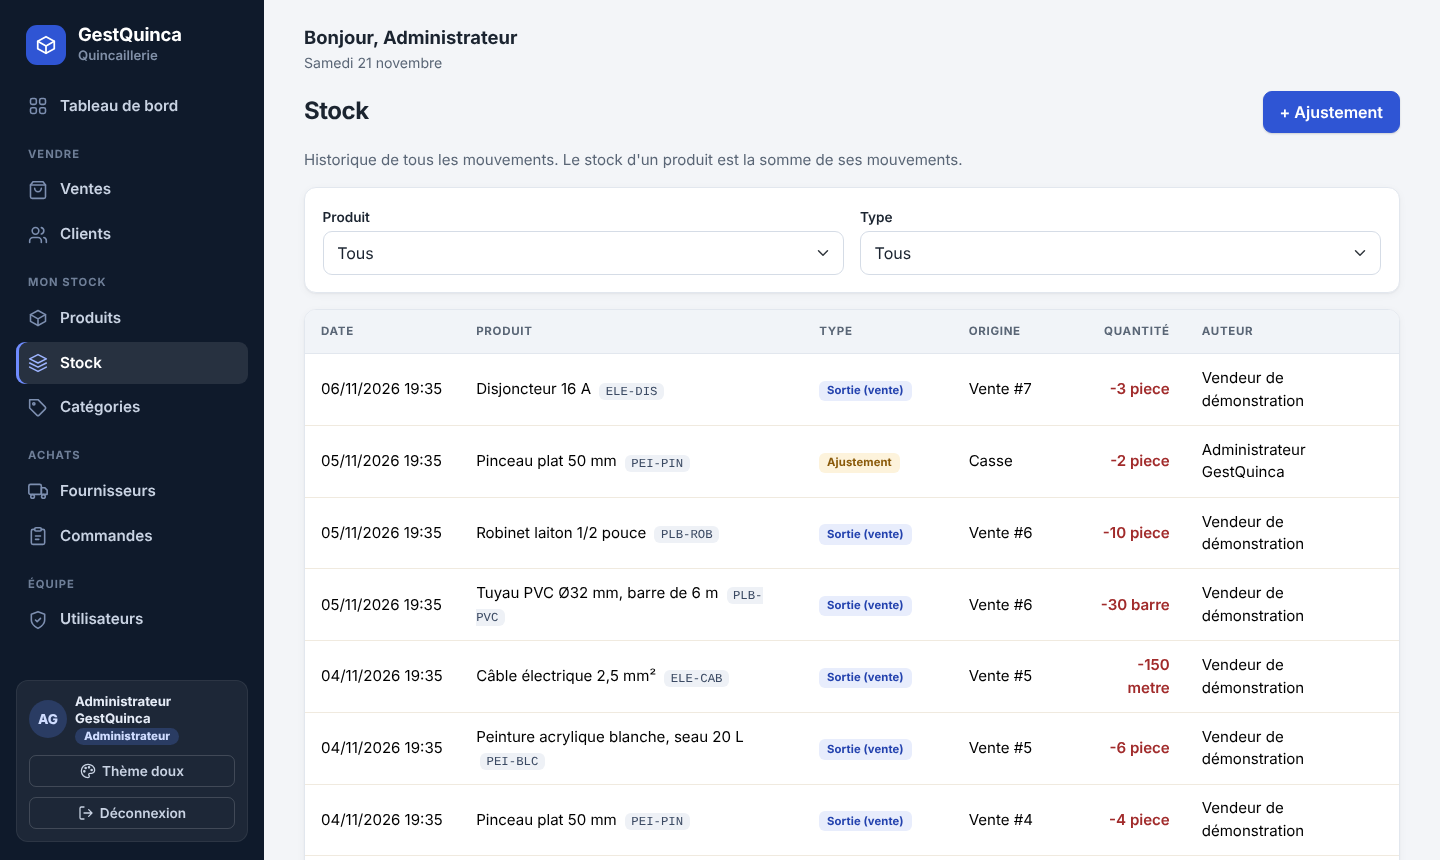 GestQuinca
Quincaillerie
Tableau de bord
VENDRE
Ventes
Clients
MON STOCK
Produits
Stock
Catégories
ACHATS
Fournisseurs
Commandes
ÉQUIPE
Utilisateurs
AG
Administrateur
GestQuinca
Administrateur
Thème doux
Déconnexion
Bonjour, Administrateur
Samedi 21 novembre
Stock
+ Ajustement
Historique de tous les mouvements. Le stock d'un produit est la somme de ses mouvements.
Produit
Tous
Type
Tous
DATE PRODUIT TYPE ORIGINE QUANTITÉ AUTEUR
06/11/2026 19:35 Disjoncteur 16 A ELE-DIS Sortie (vente) Vente #7 -3 piece Vendeur de
démonstration
05/11/2026 19:35 Pinceau plat 50 mm PEI-PIN Ajustement Casse -2 piece Administrateur
GestQuinca
05/11/2026 19:35 Robinet laiton 1/2 pouce PLB-ROB Sortie (vente) Vente #6 -10 piece Vendeur de
démonstration
05/11/2026 19:35 Tuyau PVC Ø32 mm, barre de 6 m PLB- Sortie (vente) Vente #6 -30 barre Vendeur de
PVC démonstration
04/11/2026 19:35 Câble électrique 2,5 mm² ELE-CAB Sortie (vente) Vente #5 -150 Vendeur de
metre démonstration
04/11/2026 19:35 Peinture acrylique blanche, seau 20 L Sortie (vente) Vente #5 -6 piece Vendeur de
PEI-BLC démonstration
04/11/2026 19:35 Pinceau plat 50 mm PEI-PIN Sortie (vente) Vente #4 -4 piece Vendeur de
démonstration